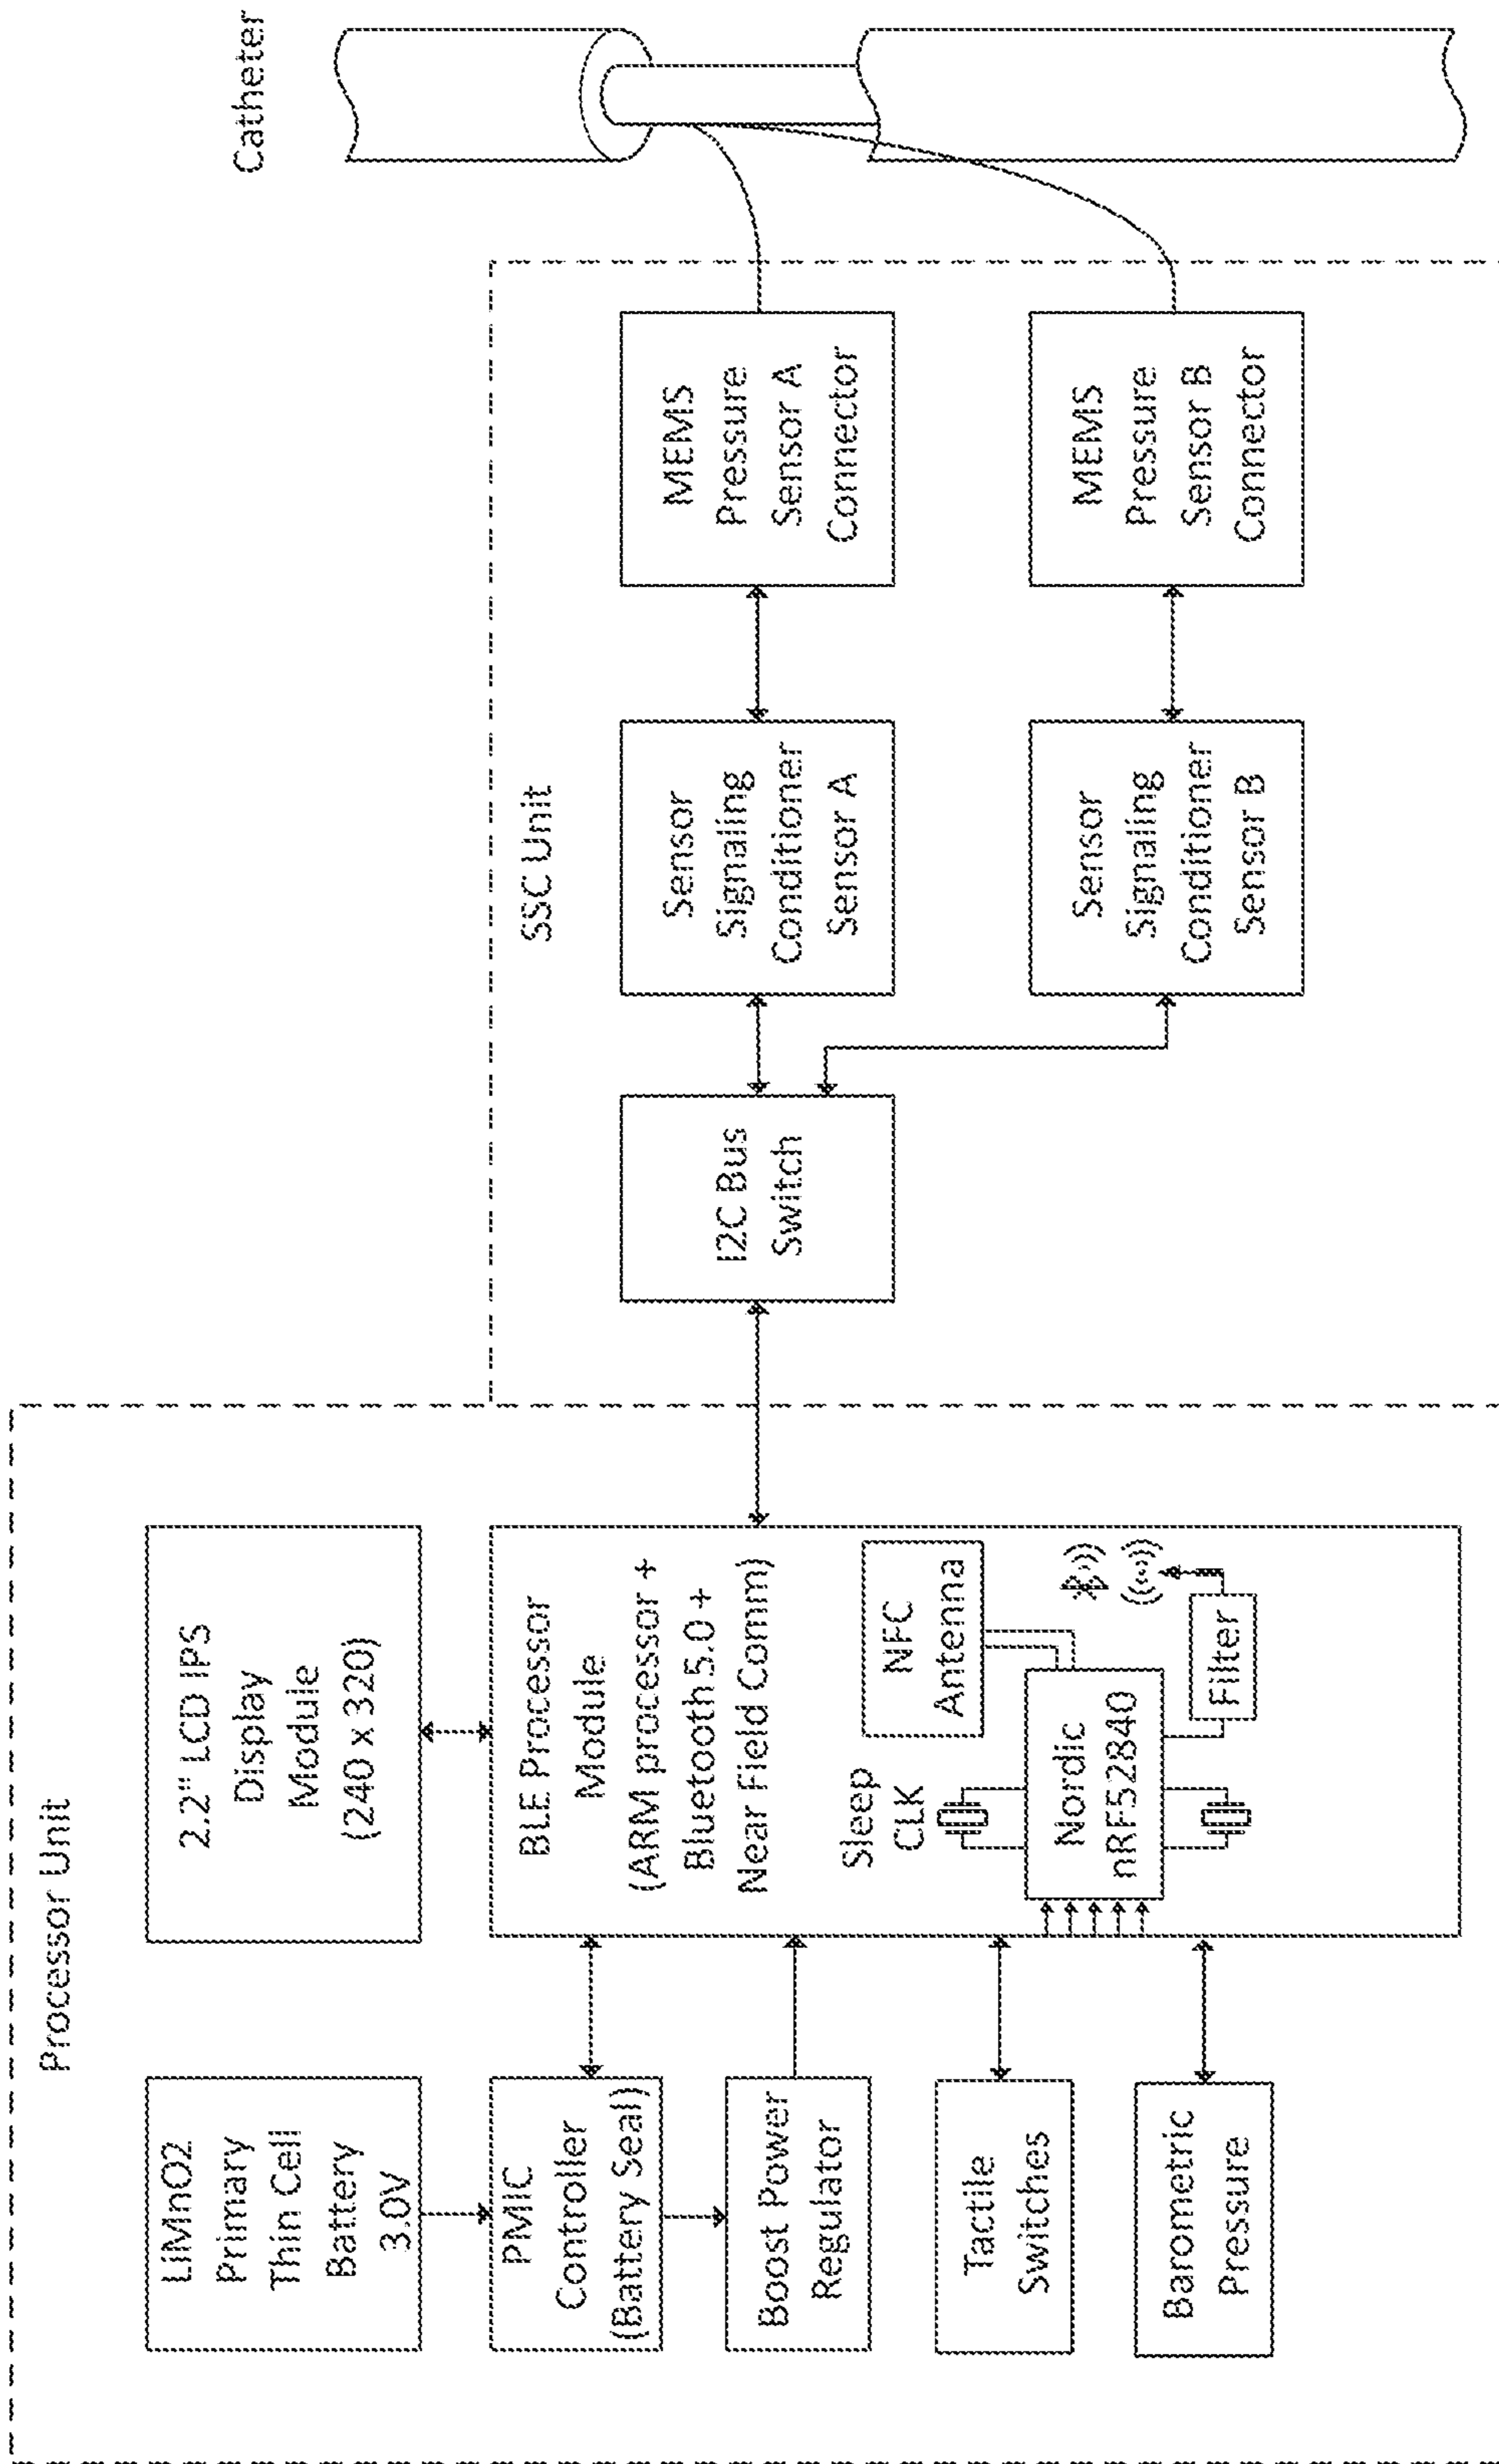 Processor Unit
LiMnO2
Primary
Thin Cell
Battery
3.0V
2.2" LCD IPS
Display
Module
(240 x 320)
PMIC
Controller
(Battery Seal)
Boost Power
Regulator
Tactile
Switches
Barometric
Pressure
BLE Processor
Module
(ARM processor +
Bluetooth 5.0 +
Near Field Comm)
Sleep
CLK
NFC
Antenna
Nordic
nRF52840
Filter
SSC Unit
I2C Bus
Switch
Sensor
Signaling
Conditioner
Sensor A
Sensor
Signaling
Conditioner
Sensor B
MEMS
Pressure
Sensor A
Connector
MEMS
Pressure
Sensor B
Connector
Catheter